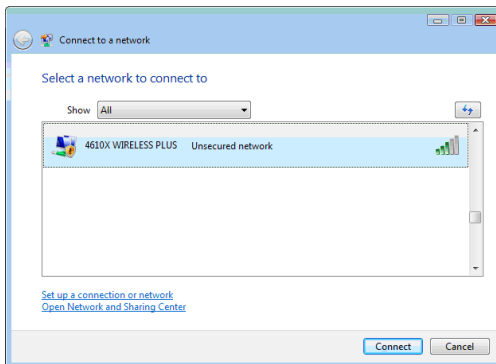 Connect to a network
Select a network to connect to
Show All
4610X WIRELESS PLUS Unsecured network
Set up a connection or network
Open Network and Sharing Center
Connect Cancel